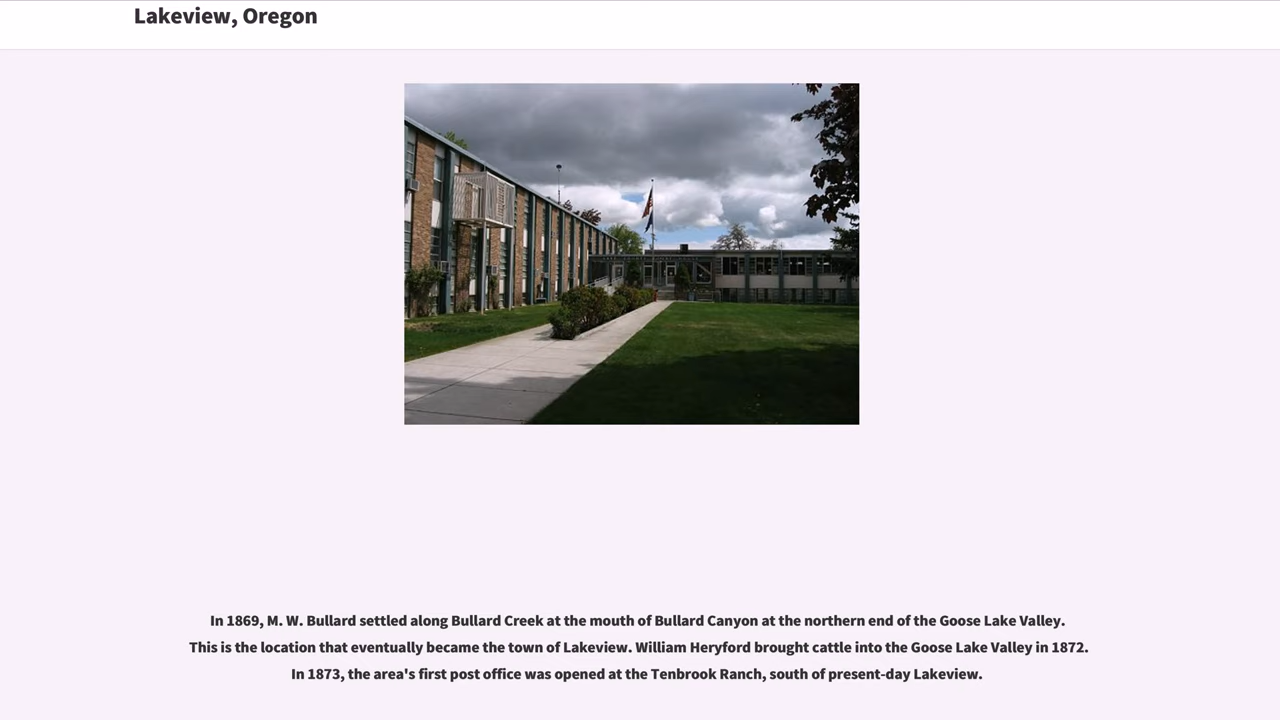 Lakeview, Oregon
In 1869, M. W. Bullard settled along Bullard Creek at the mouth of Bullard Canyon at the northern end of the Goose Lake Valley.
This is the location that eventually became the town of Lakeview. William Heryford brought cattle into the Goose Lake Valley in 1872.
In 1873, the area's first post office was opened at the Tenbrook Ranch, south of present-day Lakeview.